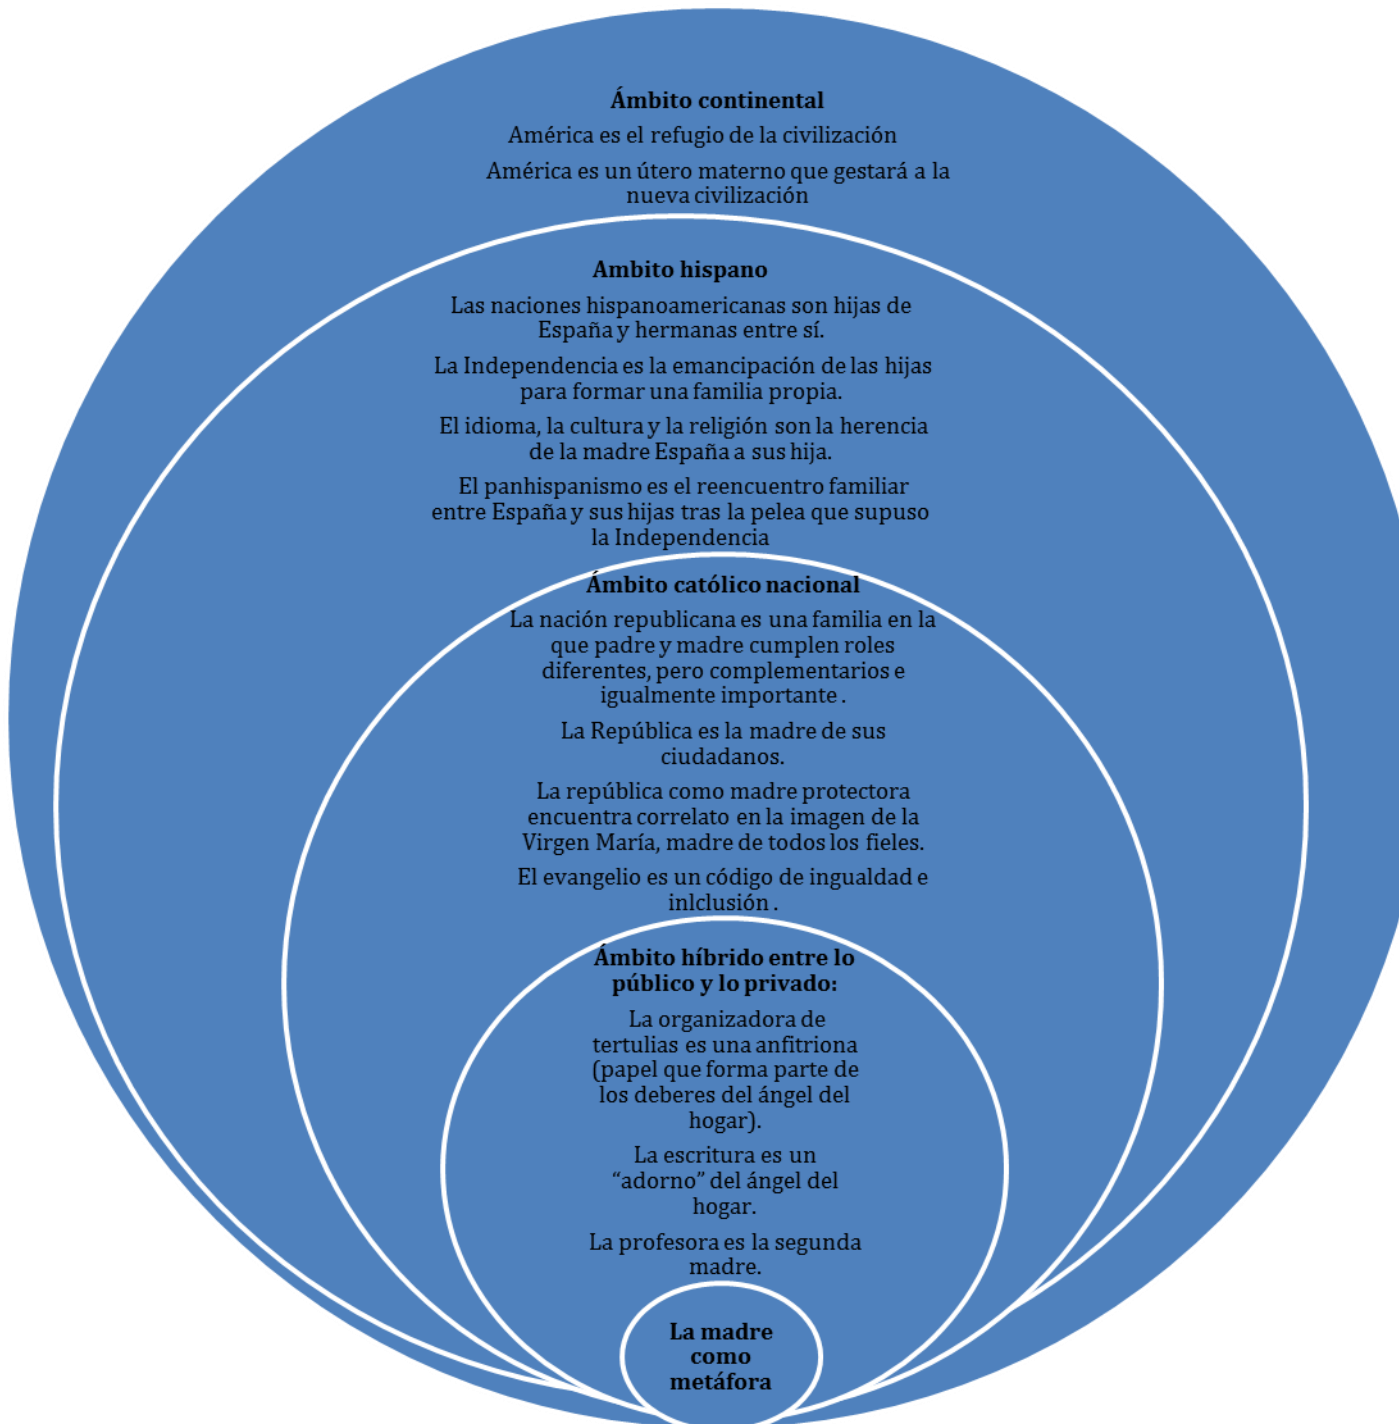 Ámbito continental
América es el refugio de la civilización
América es un útero materno que gestará a la
nueva civilización
Ambito hispano
Las naciones hispanoamericanas son hijas de
España y hermanas entre sí.
La Independencia es la emancipación de las hijas
para formar una familia propia.
El idioma, la cultura y la religión son la herencia
de la madre España a sus hija.
El panhispanismo es el reencuentro familiar
entre España y sus hijas tras la pelea que supuso
la Independencia
Ámbito católico nacional
La nación republicana es una familia en la
que padre y madre cumplen roles
diferentes, pero complementarios e
igualmente importante .
La República es la madre de sus
ciudadanos.
La república como madre protectora
encuentra correlato en la imagen de la
Virgen María, madre de todos los fieles.
El evangelio es un código de ingualdad e
inlclusión .
Ámbito híbrido entre lo
público y lo privado:
La organizadora de
tertulias es una anfitriona
(papel que forma parte de
los deberes del ángel del
hogar).
La escritura es un
“adorno” del ángel del
hogar.
La profesora es la segunda
madre.
La madre
como
metáfora